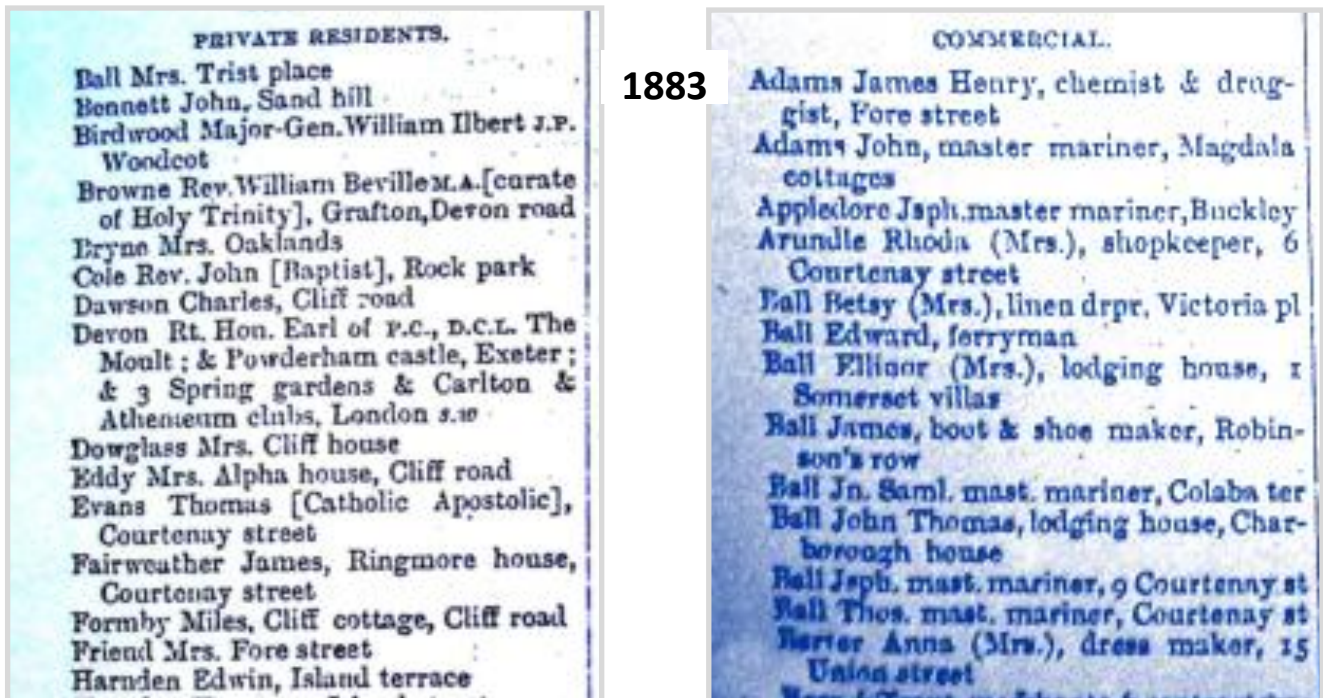 PRIVATE RESIDENTS.
Ball Mrs. Trist place
Bennett John, Sand hill
Birdwood Major-Gen. William Ilbert J.P.
Woodcot
Browne Rev. William Beville M.A. [curate
of Holy Trinity], Grafton, Devon road
Bryne Mrs. Oaklands
Cole Rev. John [Baptist], Rock park
Dawson Charles, Cliff road
Devon Rt. Hon. Earl of P.C., D.C.L. The
Moult ; & Powderham castle, Exeter ;
& 3 Spring gardens & Carlton &
Athenæum clubs, London s.w
Dowglass Mrs. Cliff house
Eddy Mrs. Alpha house, Cliff road
Evans Thomas [Catholic Apostolic],
Courtenay street
Fairweather James, Ringmore house,
Courtenay street
Formby Miles, Cliff cottage, Cliff road
Friend Mrs. Fore street
Harnden Edwin, Island terrace
1883
COMMERCIAL.
Adams James Henry, chemist & drug-
gist, Fore street
Adams John, master mariner, Magdala
cottages
Appledore Jsph. master mariner, Buckley
Arundle Rhoda (Mrs.), shopkeeper, 6
Courtenay street
Ball Betsy (Mrs.), linen drpr. Victoria pl
Ball Edward, ferryman
Ball Ellinor (Mrs.), lodging house, 1
Somerset villas
Ball James, boot & shoe maker, Robin-
son's row
Ball Jn. Saml. mast. mariner, Colaba ter
Ball John Thomas, lodging house, Char-
borough house
Ball Jsph. mast. mariner, 9 Courtenay st
Ball Thos. mast. mariner, Courtenay st
Anna (Mrs.), dress maker, 15
Union street